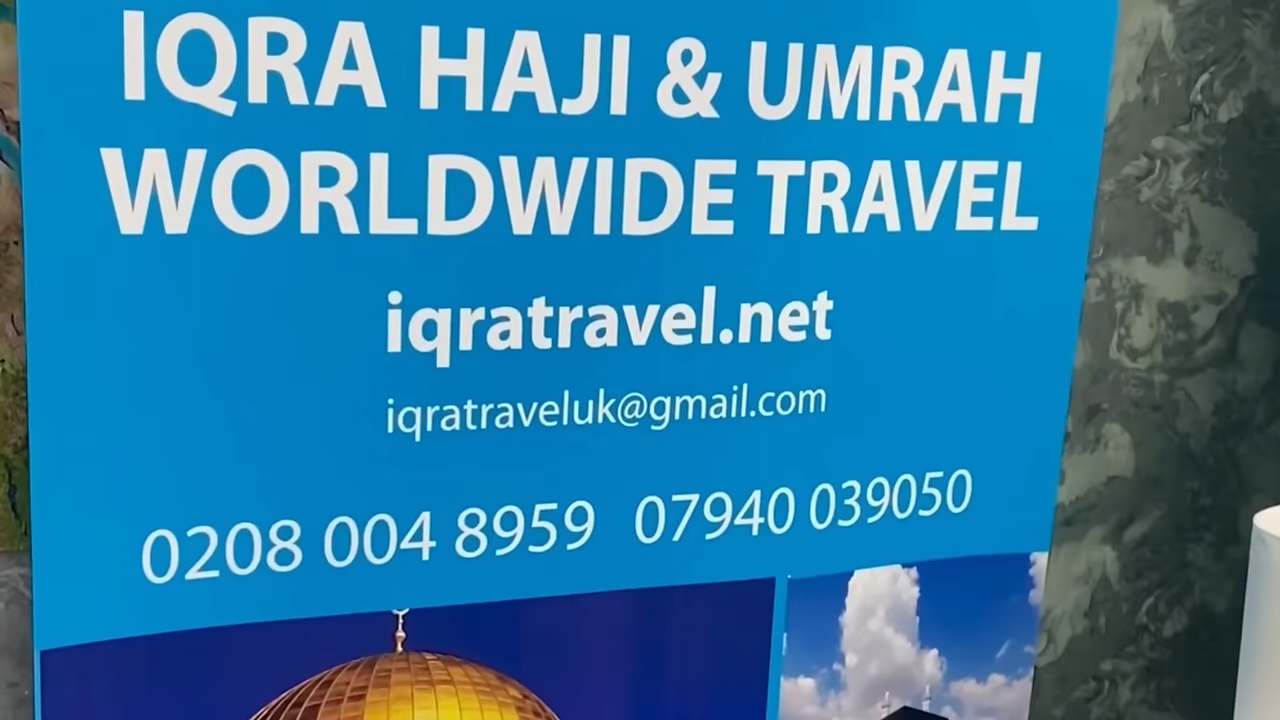 IQRA HAJI & UMRAH
WORLDWIDE TRAVEL
iqratravel.net
iqratraveluk@gmail.com
0208 004 8959 07940 039050